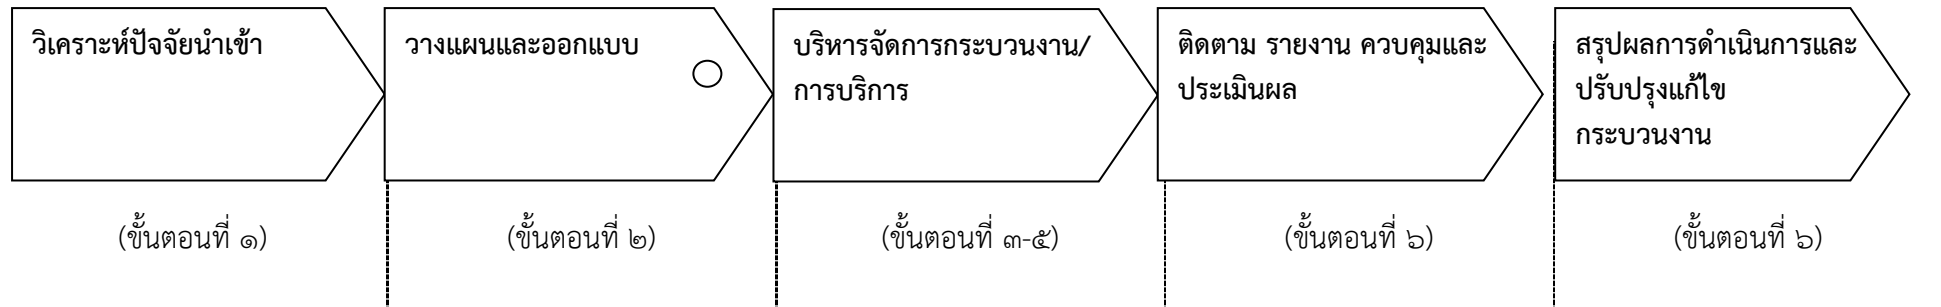 วิเคราะห์ปัจจัยนำเข้า
วางแผนและออกแบบ
บริหารจัดการกระบวนงาน/
การบริการ
ติดตาม รายงาน ควบคุมและ
ประเมินผล
สรุปผลการดำเนินการและ
ปรับปรุงแก้ไข
กระบวนงาน
(ขั้นตอนที่ ๑)
(ขั้นตอนที่ ๒)
(ขั้นตอนที่ ๓-๕)
(ขั้นตอนที่ ๖)
(ขั้นตอนที่ ๖)